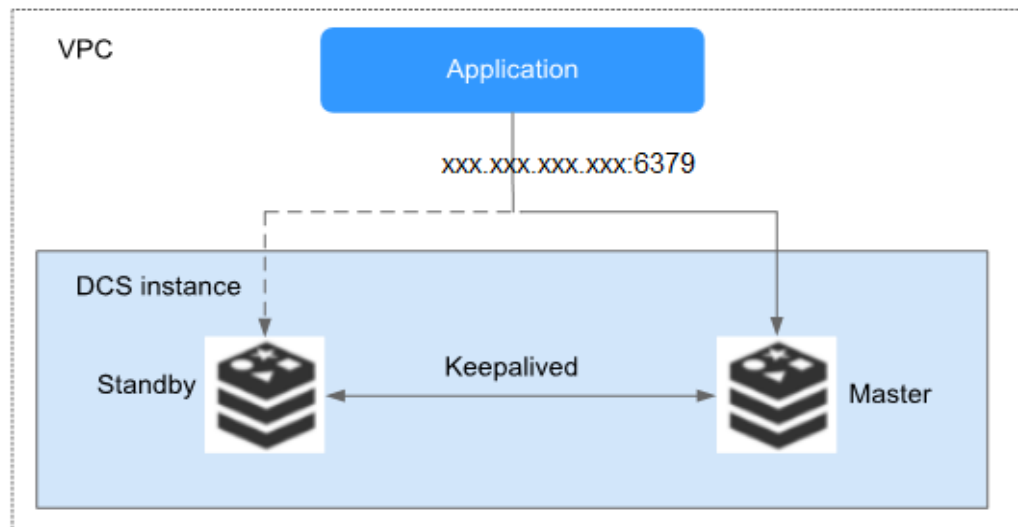 VPC
Application
xxx.xxx.xxx.xxx:6379
DCS instance
Keepalived
Standby
Master